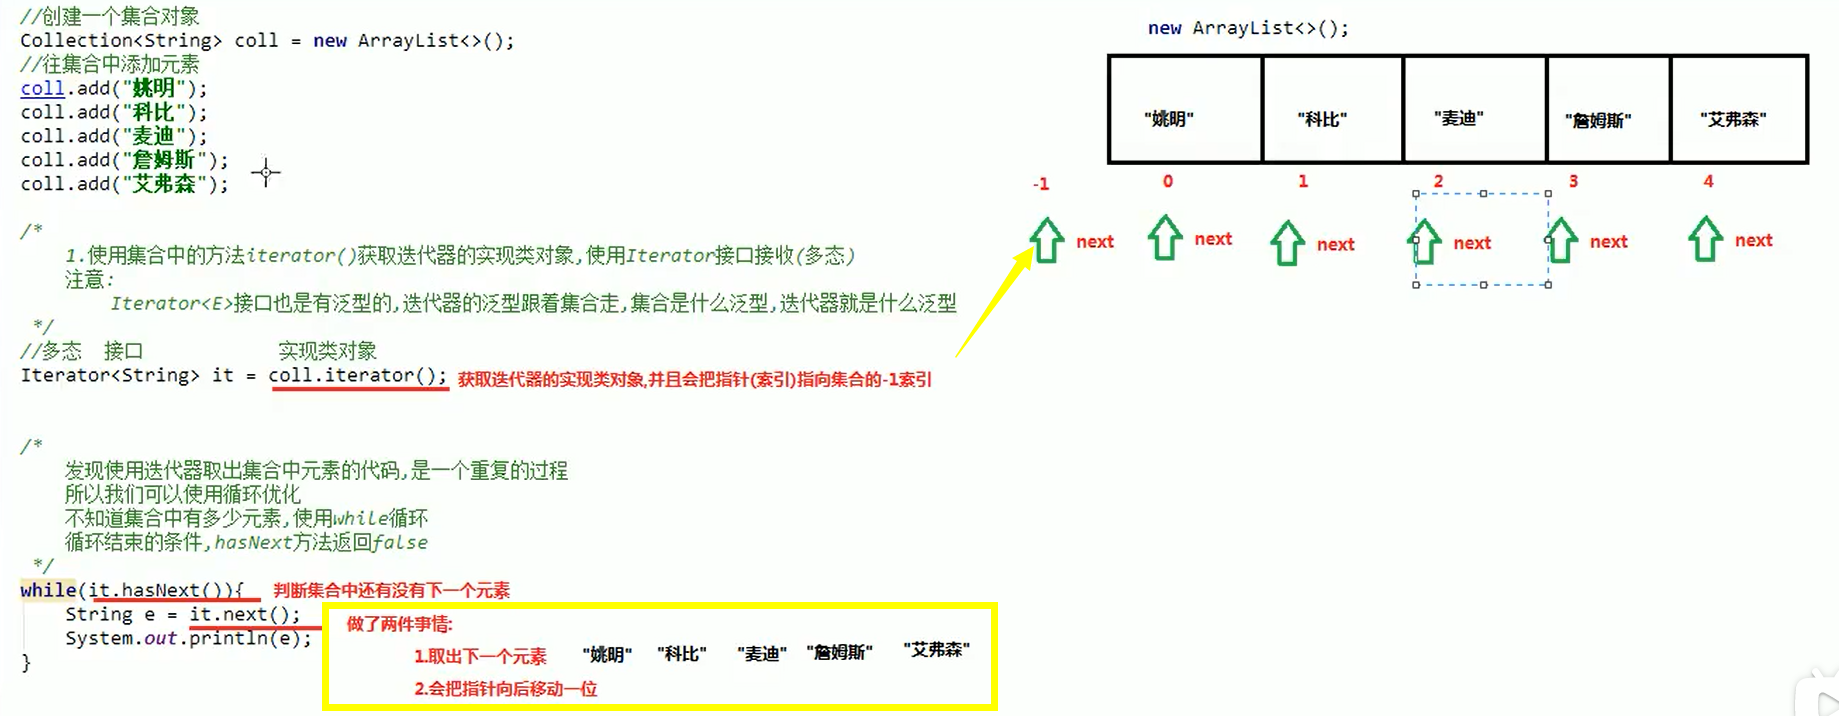 //创建一个集合对象
Collection<String> coll = new ArrayList<>();
//往集合中添加元素
coll.add("姚明");
coll.add("科比");
coll.add("麦迪");
coll.add("詹姆斯");
coll.add("艾弗森");
/*
1.使用集合中的方法iterator()获取迭代器的实现类对象,使用Iterator接口接收(多态)
注意:
Iterator<E>接口也是有泛型的,迭代器的泛型跟着集合走,集合是什么泛型,迭代器就是什么泛型
*/
//多态 接口 实现类对象
Iterator<String> it = coll.iterator(); 获取迭代器的实现类对象,并且会把指针(索引)指向集合的-1索引
/*
发现使用迭代器取出集合中元素的代码,是一个重复的过程
所以我们可以使用循环优化
不知道集合中有多少元素,使用while循环
循环结束的条件,hasNext方法返回false
*/
while(it.hasNext()){ 判断集合中还有没有下一个元素
String e = it.next();
System.out.println(e);
}
做了两件事情:
1.取出下一个元素 "姚明" "科比" "麦迪" "詹姆斯" "艾弗森"
2.会把指针向后移动一位
new ArrayList<>();
"姚明" "科比" "麦迪" "詹姆斯" "艾弗森"
-1 0 1 2 3 4
next next next next next next